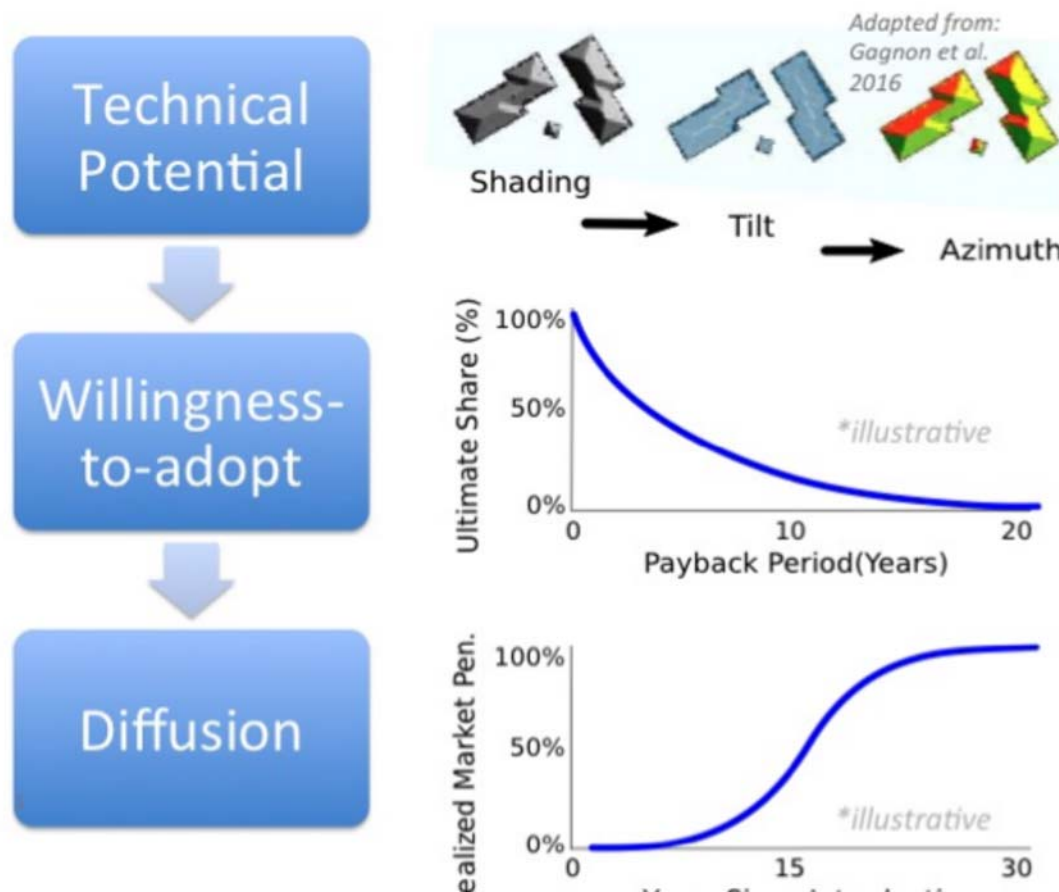 Technical
Potential
Adapted from:
Gagnon et al.
2016
Shading
Tilt
Azimuth
Willingness-
to-adopt
Ultimate Share (%)
100%
50%
0%
*illustrative
0 10 20
Payback Period(Years)
Diffusion
ealized Market Pen.
100%
50%
0%
*illustrative
0 15 30